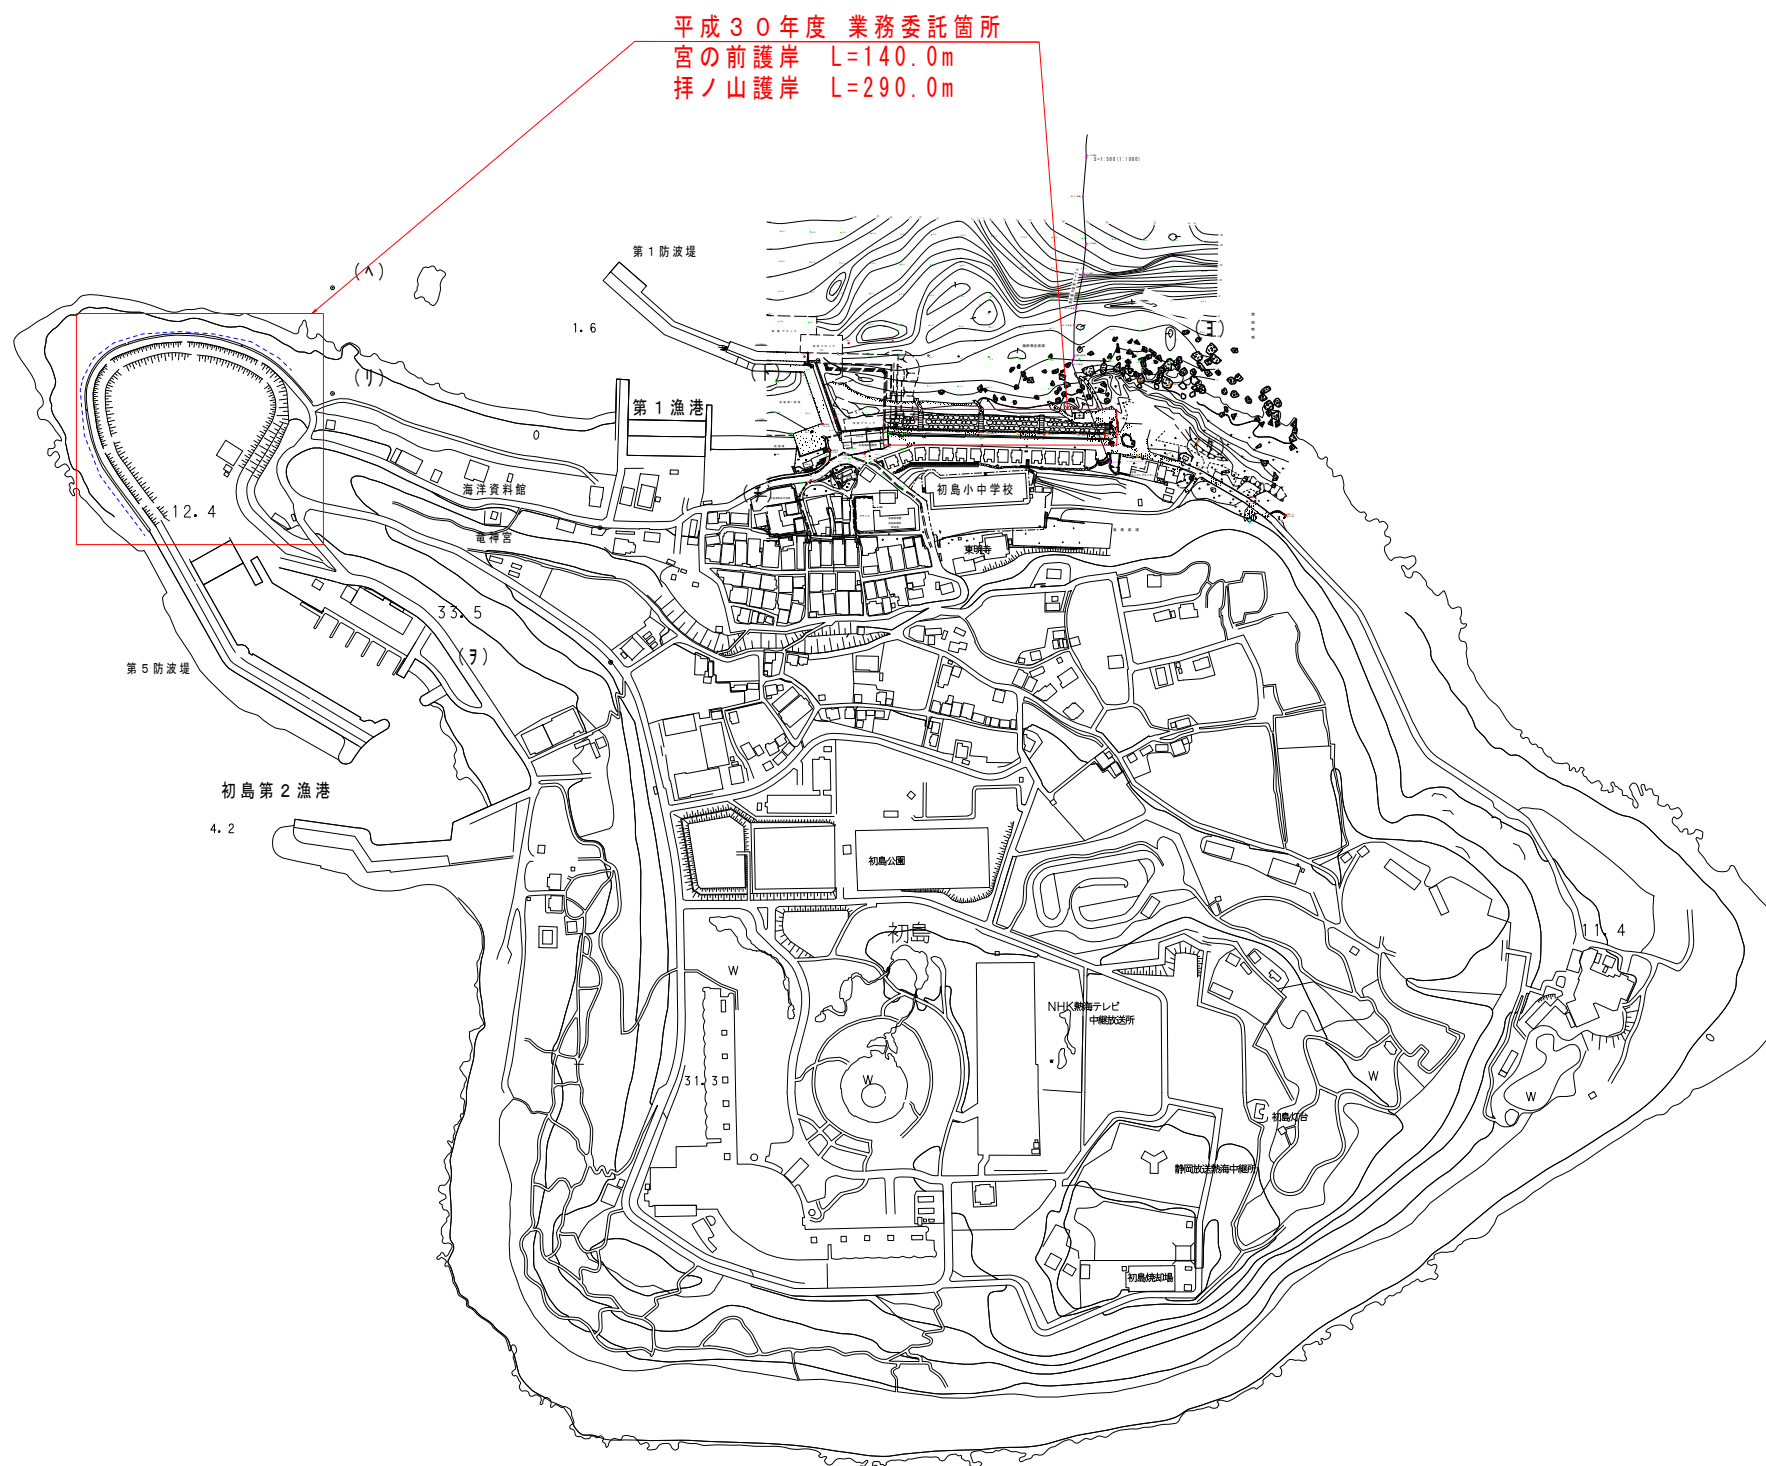 平成３０年度 業務委託箇所
宮の前護岸 L=140.0m
拝ノ山護岸 L=290.0m
S=1:500(1:1000)
第１防波堤
(ヘ)
1.6
(ヨ)
(リ)
(ト)
第１漁港
0
海洋資料館
(チ)
初島小中学校
12.4
竜神宮
東明寺
33.5
(ヲ)
第５防波堤
初島第２漁港
4.2
初島公園
初島
11.4
W
NHK熱海テレビ
中継放送所
31.3
W
W
W
初島灯台
静岡放送熱海中継所
初島焼却場